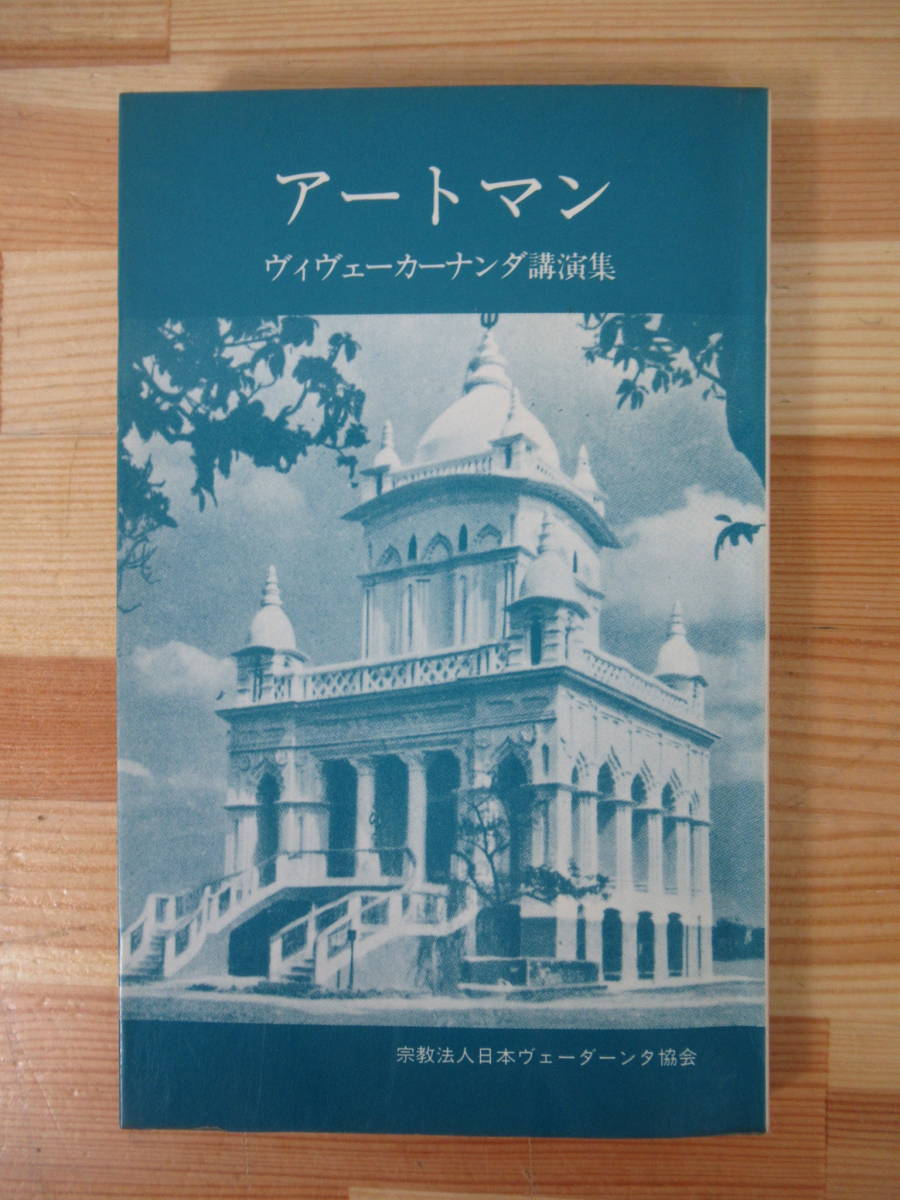 アートマン
ヴィヴェーカーナンダ講演集
宗教法人日本ヴェーダーンタ協会